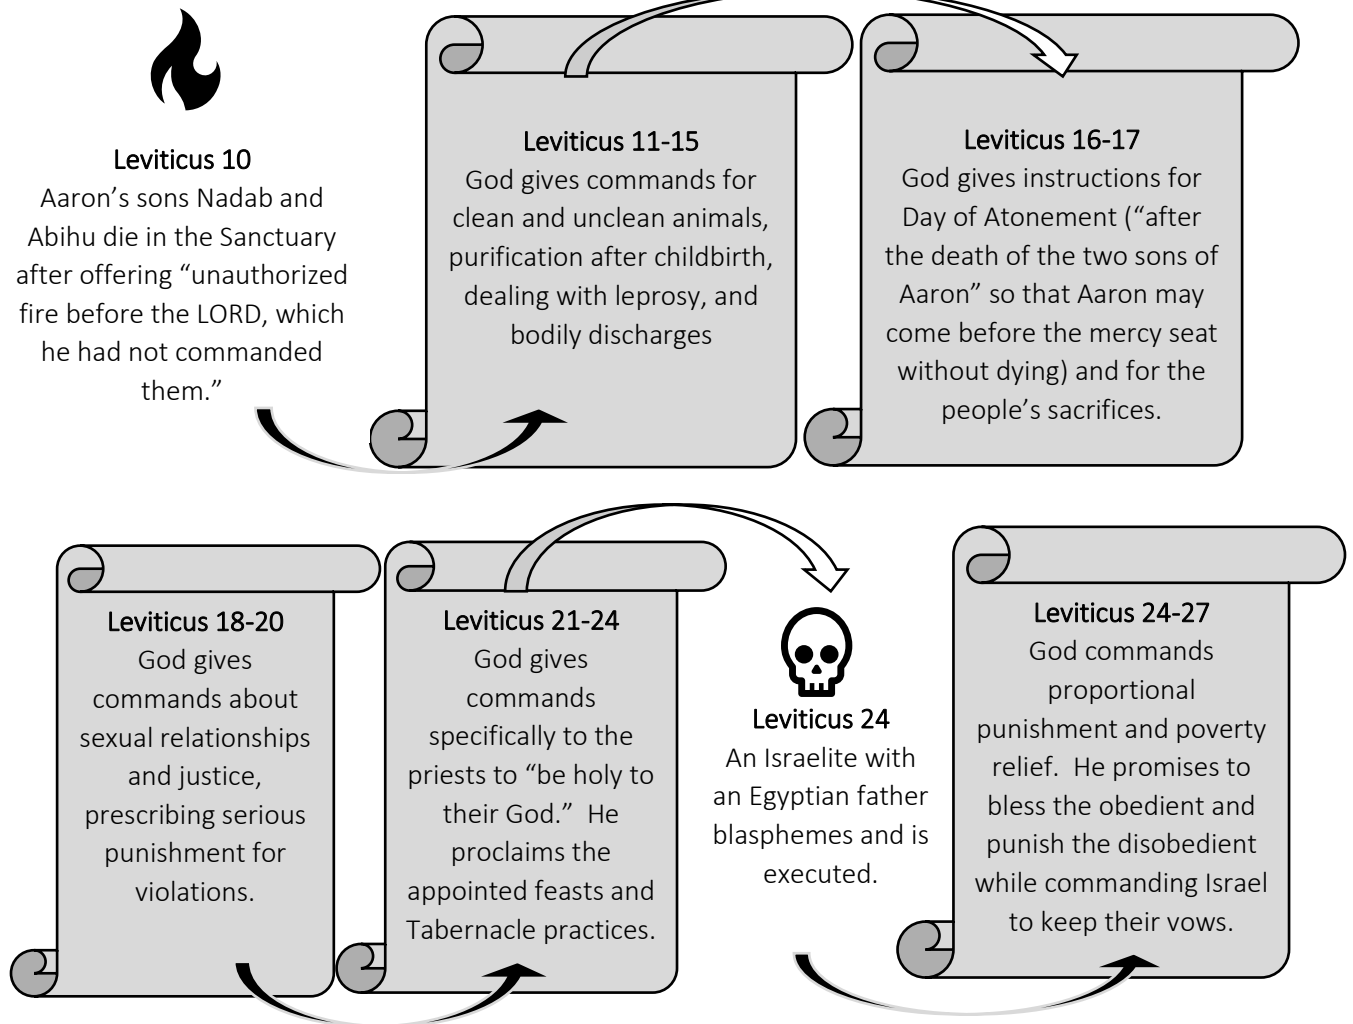 Leviticus 10
Aaron’s sons Nadab and
Abihu die in the Sanctuary
after offering “unauthorized
fire before the LORD, which
he had not commanded
them.”
Leviticus 11-15
God gives commands for
clean and unclean animals,
purification after childbirth,
dealing with leprosy, and
bodily discharges
Leviticus 16-17
God gives instructions for
Day of Atonement (“after
the death of the two sons of
Aaron” so that Aaron may
come before the mercy seat
without dying) and for the
people’s sacrifices.
Leviticus 18-20
God gives
commands about
sexual relationships
and justice,
prescribing serious
punishment for
violations.
Leviticus 21-24
God gives
commands
specifically to the
priests to “be holy to
their God.”  He
proclaims the
appointed feasts and
Tabernacle practices.
Leviticus 24
An Israelite with
an Egyptian father
blasphemes and is
executed.
Leviticus 24-27
God commands
proportional
punishment and poverty
relief.  He promises to
bless the obedient and
punish the disobedient
while commanding Israel
to keep their vows.